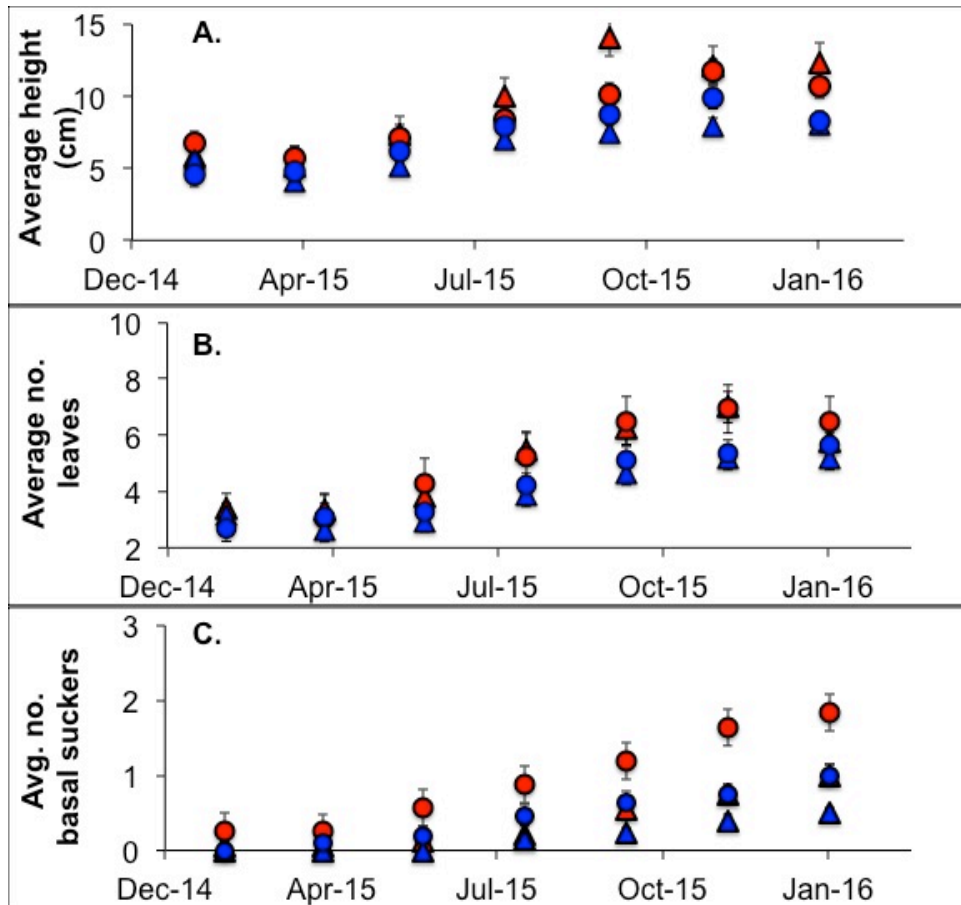 A.
Average height
(cm)
15
10
5
0
Dec-14 Apr-15 Jul-15 Oct-15 Jan-16
B.
Average no.
leaves
10
8
6
4
2
Dec-14 Apr-15 Jul-15 Oct-15 Jan-16
C.
Avg. no.
basal suckers
3
2
1
0
Dec-14 Apr-15 Jul-15 Oct-15 Jan-16